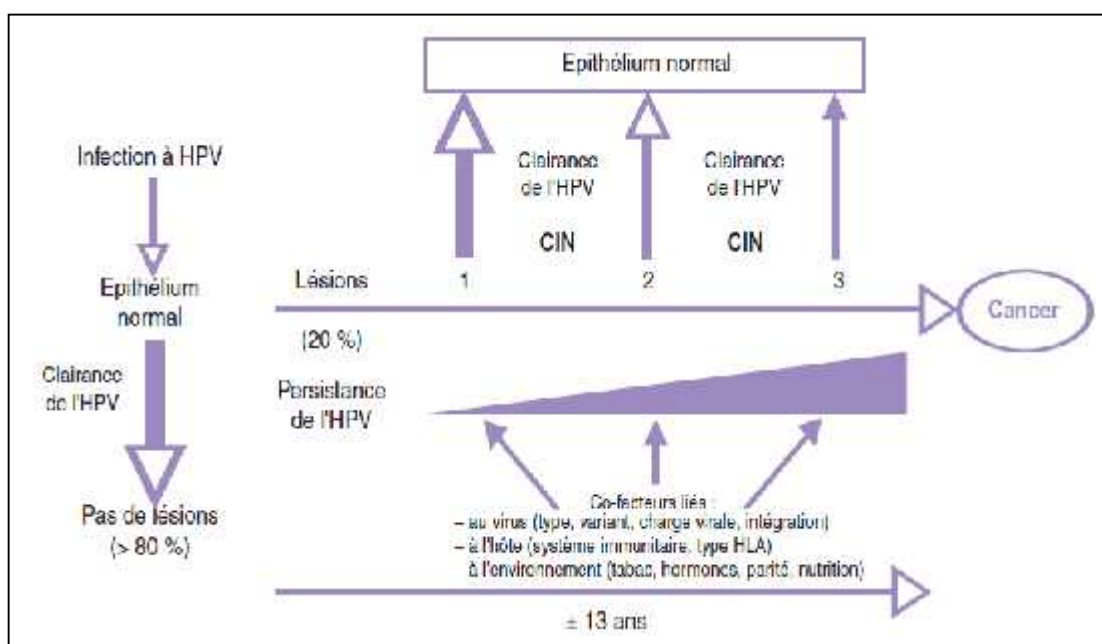 Epithélium normal
Infection à HPV
Clairance
de l'HPV
CIN
Clairance
de l'HPV
CIN
Epithélium
normal
Lésions
1
2
3
Cancer
(20 %)
Clairance
de l'HPV
Persistance
de l'HPV
Pas de lésions
(> 80 %)
Co-facteurs liés :
– au virus (type, variant, charge virale, intégration)
– à l'hôte (système immunitaire, type HLA)
à l'environnement (tabac, hormones, parité, nutrition)
± 13 ans